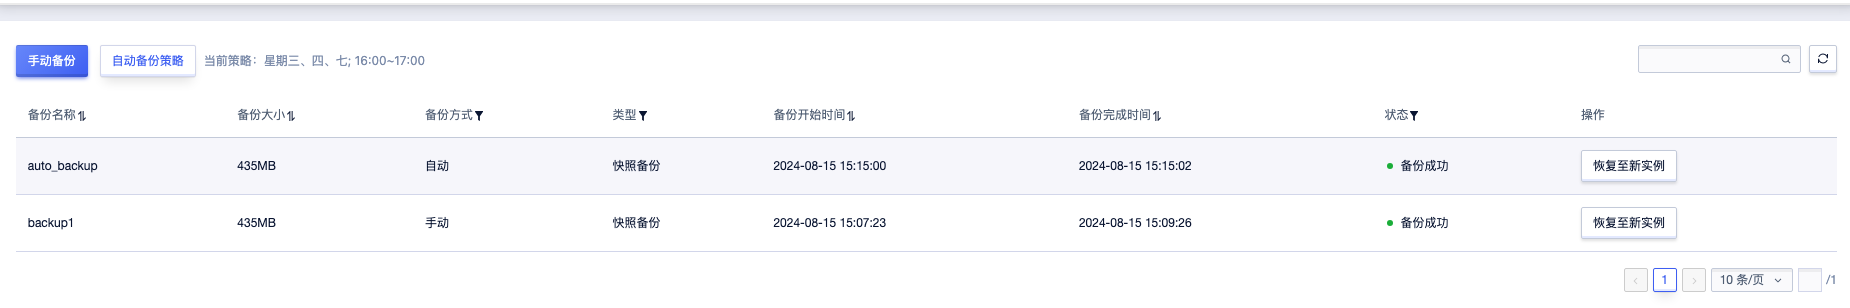 手动备份 自动备份策略 当前策略：星期三、四、七; 16:00~17:00
备份名称 备份大小 备份方式 类型 备份开始时间 备份完成时间 状态 操作
auto_backup 435MB 自动 快照备份 2024-08-15 15:15:00 2024-08-15 15:15:02 备份成功 恢复至新实例
backup1 435MB 手动 快照备份 2024-08-15 15:07:23 2024-08-15 15:09:26 备份成功 恢复至新实例
1 10 条/页 /1